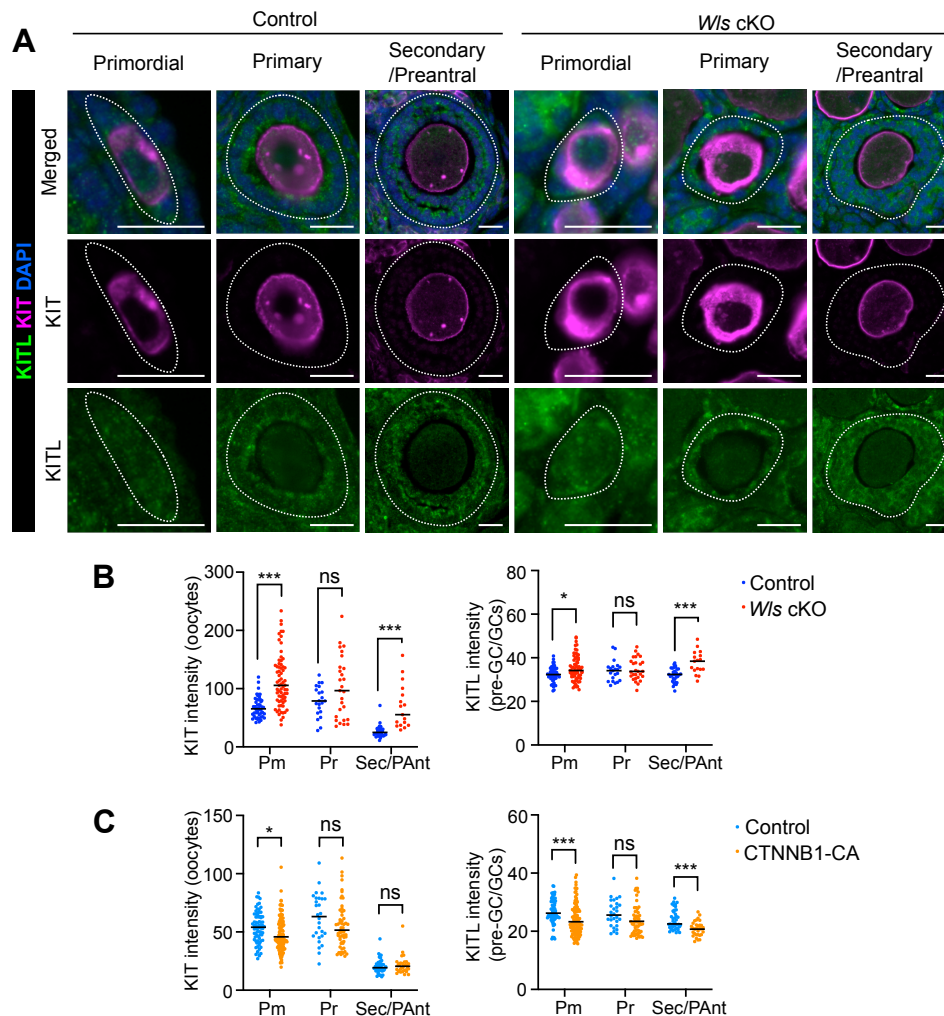 A
Control
Wls cKO
Primordial
Primary
Secondary
/Preantral
Primordial
Primary
Secondary
/Preantral
KITL KIT DAPI
Merged
KIT
KITL
B
KIT intensity (oocytes)
300
200
100
0
***
ns
***
Pm
Pr
Sec/PAnt
KITL intensity
(pre-GC/GCs)
80
60
40
20
0
*
ns
***
Pm
Pr
Sec/PAnt
Control
Wls cKO
C
KIT intensity (oocytes)
150
100
50
0
*
ns
ns
Pm
Pr
Sec/PAnt
KITL intensity
(pre-GC/GCs)
60
40
20
0
***
ns
***
Pm
Pr
Sec/PAnt
Control
CTNNB1-CA